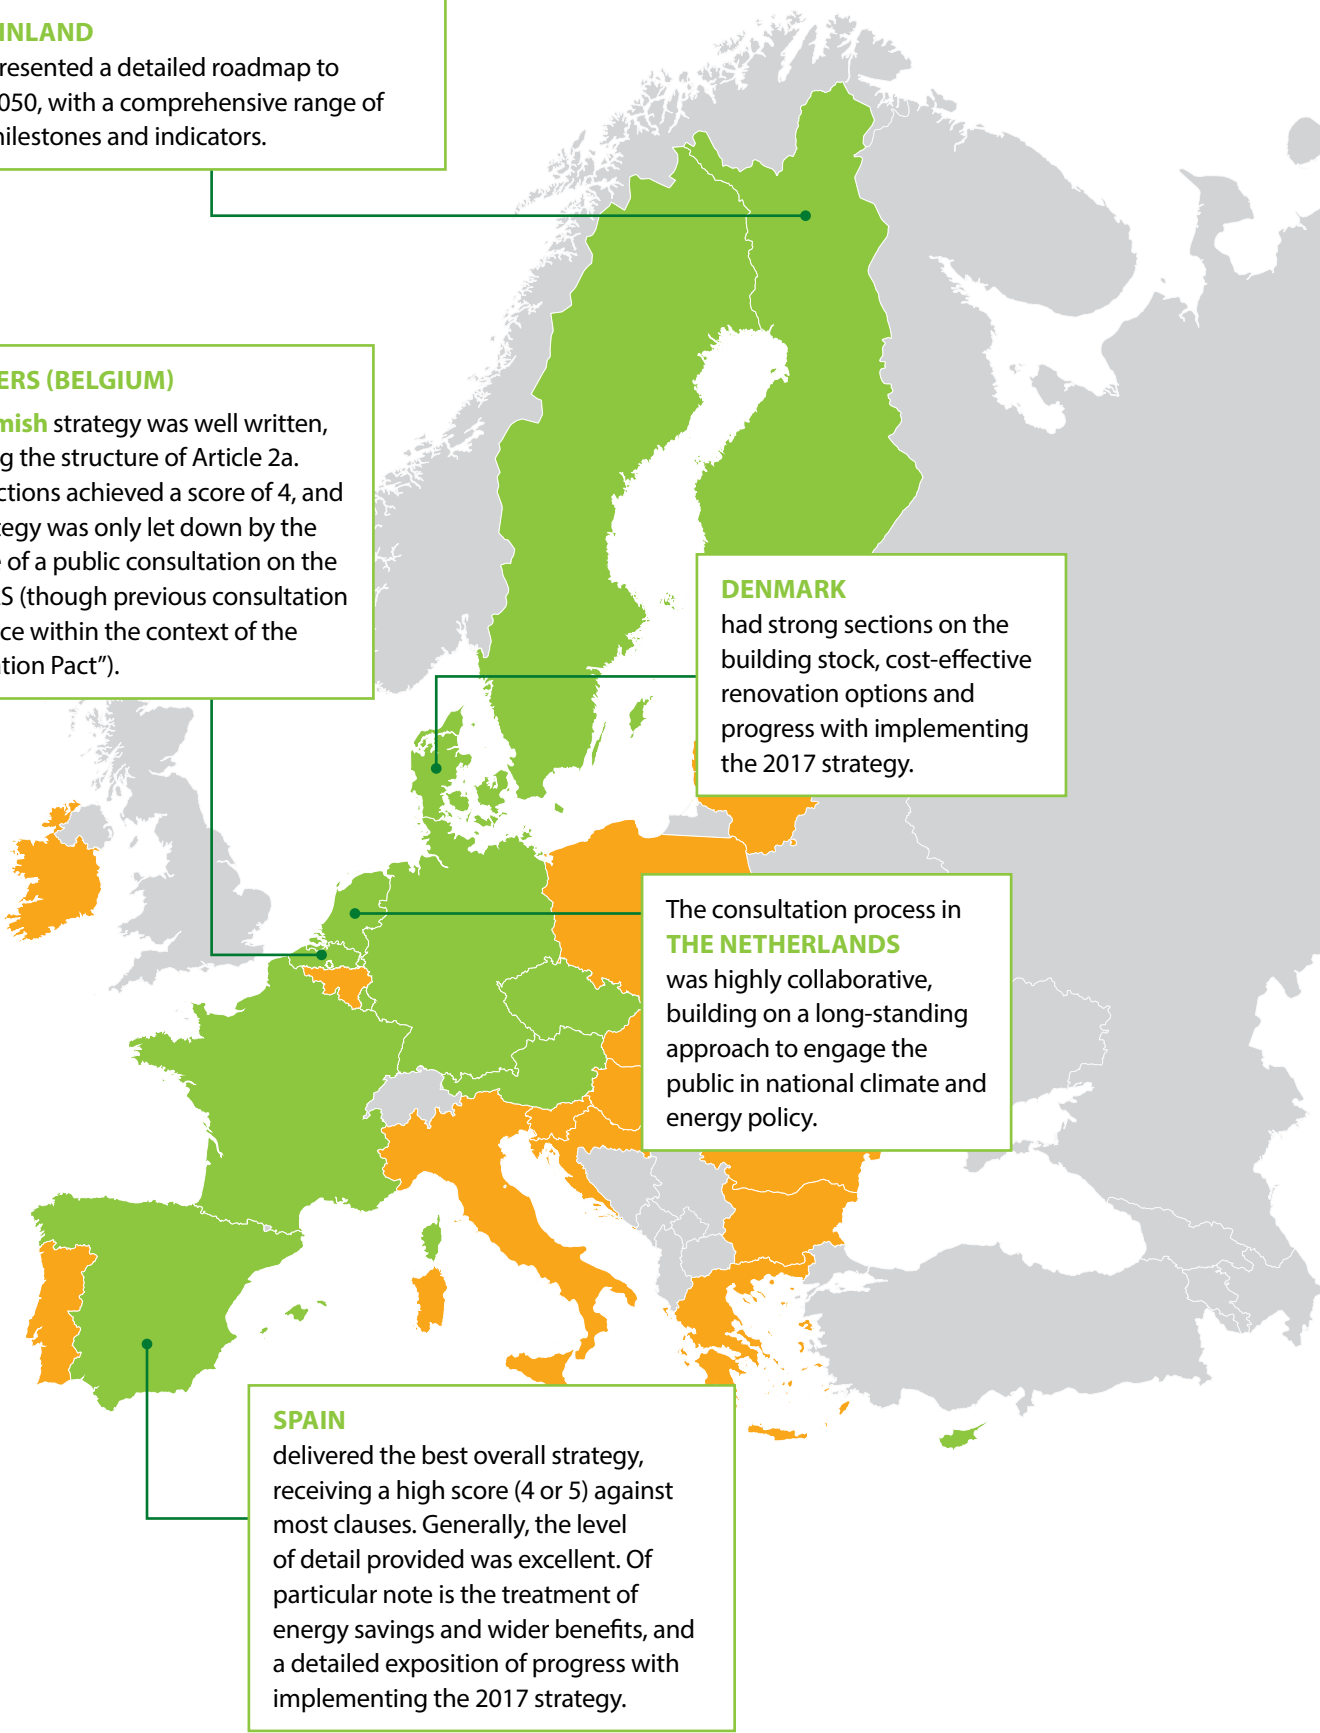 INLAND
resented a detailed roadmap to
050, with a comprehensive range of
ilestones and indicators.
ERS (BELGIUM)
mish strategy was well written,
g the structure of Article 2a.
ctions achieved a score of 4, and
tegy was only let down by the
e of a public consultation on the
S (though previous consultation
ce within the context of the
tion Pact”).
DENMARK
had strong sections on the
building stock, cost-effective
renovation options and
progress with implementing
the 2017 strategy.
The consultation process in
THE NETHERLANDS
was highly collaborative,
building on a long-standing
approach to engage the
public in national climate and
energy policy.
SPAIN
delivered the best overall strategy,
receiving a high score (4 or 5) against
most clauses. Generally, the level
of detail provided was excellent. Of
particular note is the treatment of
energy savings and wider benefits, and
a detailed exposition of progress with
implementing the 2017 strategy.